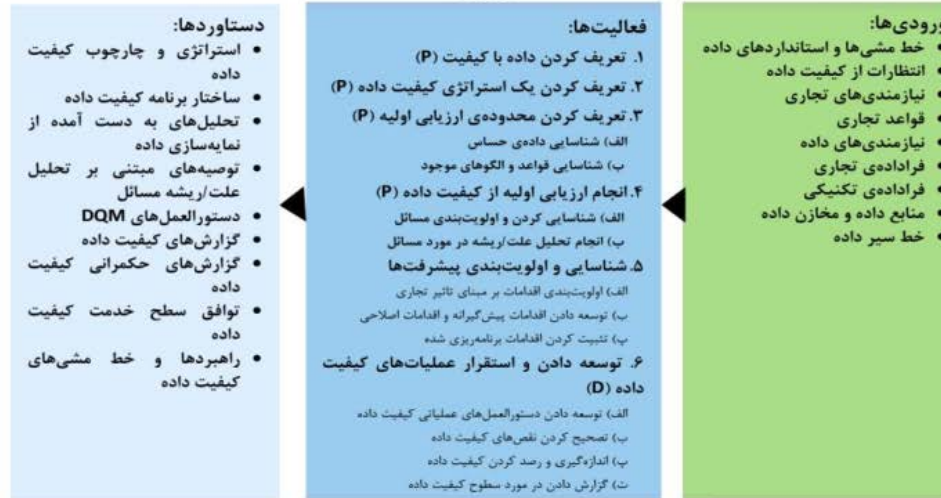 ورودی‌ها:
• خط مشی‌ها و استانداردهای داده
• انتظارات از کیفیت داده
• نیازمندی‌های تجاری
• قواعد تجاری
• نیازمندی‌های داده
• فراداده‌ی تجاری
• فراداده‌ی تکنیکی
• منابع داده و مخازن داده
• خط سیر داده
فعالیت‌ها:
۱. تعریف کردن داده با کیفیت (P)
۲. تعریف کردن یک استراتژی کیفیت داده (P)
۳. تعریف کردن محدوده‌ی ارزیابی اولیه (P)
الف) شناسایی داده‌ی حساس
ب) شناسایی قواعد و الگوهای موجود
۴. انجام ارزیابی اولیه از کیفیت داده (P)
الف) شناسایی کردن و اولویت‌بندی مسائل
ب) انجام تحلیل علت/ریشه در مورد مسائل
۵. شناسایی و اولویت‌بندی پیشرفت‌ها
الف) اولویت‌بندی اقدامات بر مبنای تاثیر تجاری
ب) توسعه دادن اقدامات پیش‌گیرانه و اقدامات اصلاحی
پ) تثبیت کردن اقدامات برنامه‌ریزی شده
۶. توسعه دادن و استقرار عملیات‌های کیفیت
داده (D)
الف) توسعه دادن دستورالعمل‌های عملیاتی کیفیت داده
ب) تصحیح کردن نقص‌های کیفیت داده
پ) اندازه‌گیری و رصد کردن کیفیت داده
ت) گزارش دادن در مورد سطوح کیفیت داده
دستاوردها:
• استراتژی و چارچوب کیفیت
داده
• ساختار برنامه کیفیت داده
• تحلیل‌های به دست آمده از
نمایه‌سازی داده
• توصیه‌های مبتنی بر تحلیل
علت/ریشه مسائل
• دستورالعمل‌های DQM
• گزارش‌های کیفیت داده
• گزارش‌های حکمرانی کیفیت
داده
• توافق سطح خدمت کیفیت
داده
• راهبردها و خط مشی‌های
کیفیت داده